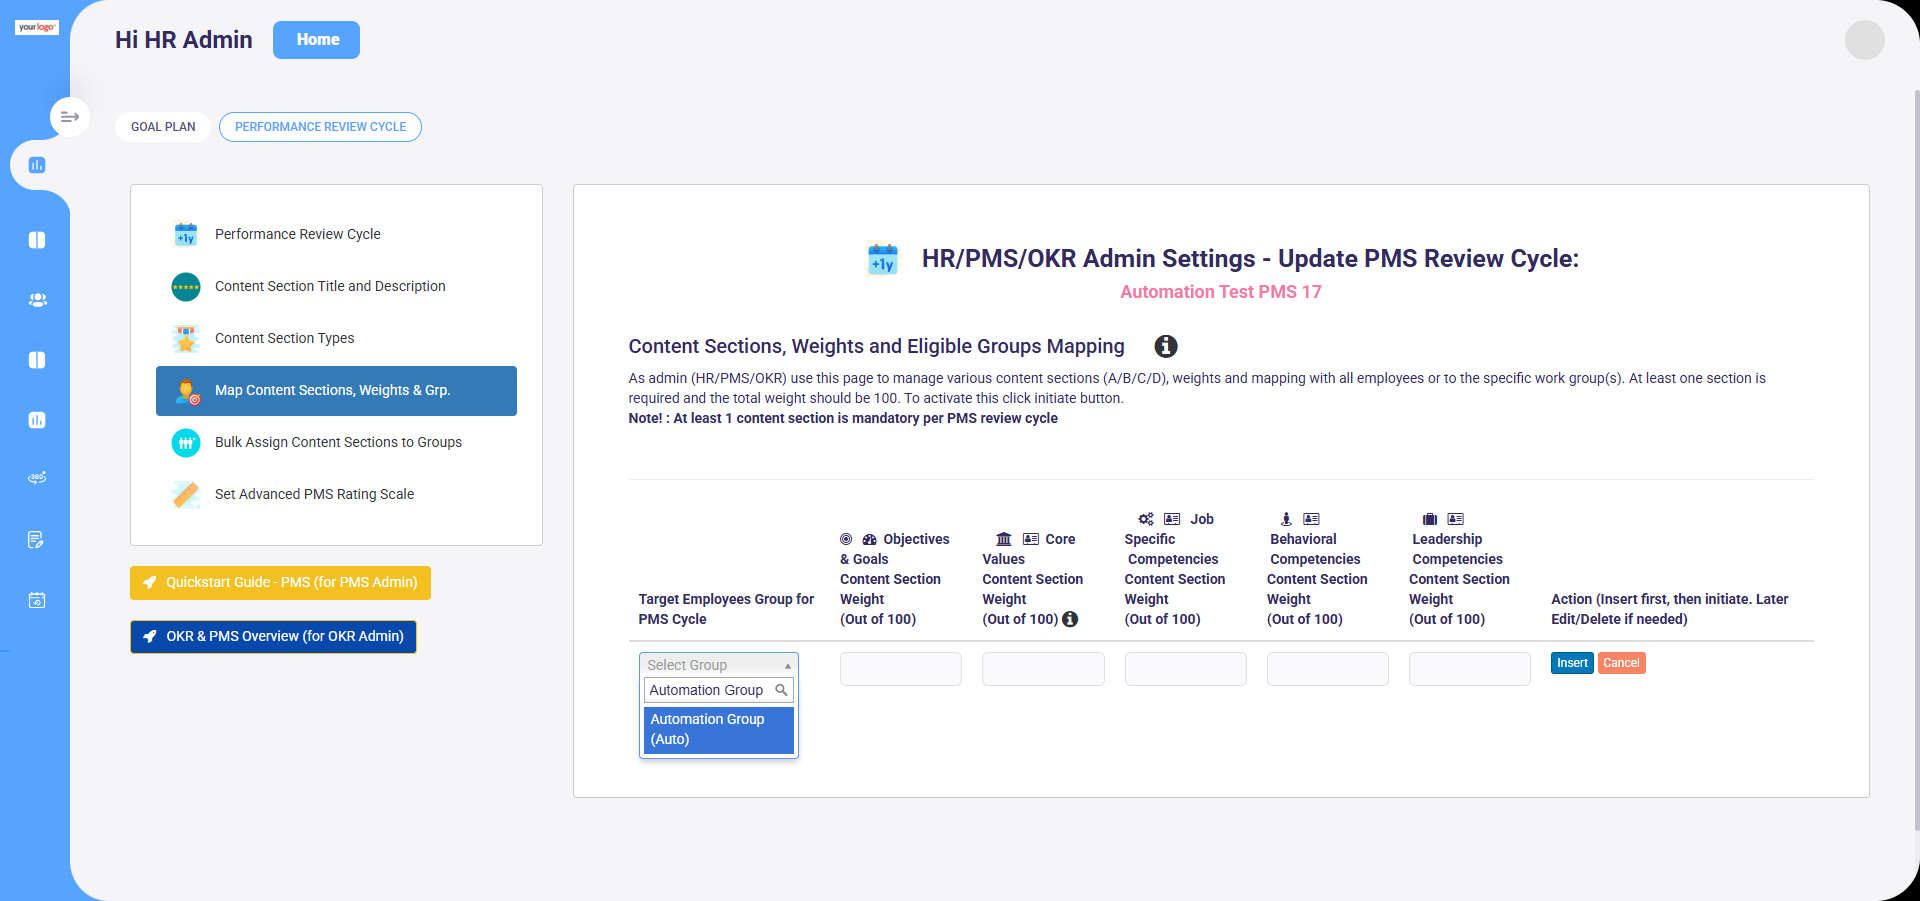 yourlogo
Hi HR Admin
Home
GOAL PLAN
PERFORMANCE REVIEW CYCLE
+1y
Performance Review Cycle
Content Section Title and Description
Content Section Types
Map Content Sections, Weights & Grp.
Bulk Assign Content Sections to Groups
Set Advanced PMS Rating Scale
Quickstart Guide - PMS (for PMS Admin)
OKR & PMS Overview (for OKR Admin)
360°
+1y
HR/PMS/OKR Admin Settings - Update PMS Review Cycle:
Automation Test PMS 17
Content Sections, Weights and Eligible Groups Mapping
As admin (HR/PMS/OKR) use this page to manage various content sections (A/B/C/D), weights and mapping with all employees or to the specific work group(s). At least one section is
required and the total weight should be 100. To activate this click initiate button.
Note! : At least 1 content section is mandatory per PMS review cycle
Target Employees Group for
PMS Cycle
Objectives
& Goals
Content Section
Weight
(Out of 100)
Core
Values
Content Section
Weight
(Out of 100)
Job
Specific
Competencies
Content Section
Weight
(Out of 100)
Behavioral
Competencies
Content Section
Weight
(Out of 100)
Leadership
Competencies
Content Section
Weight
(Out of 100)
Action (Insert first, then initiate. Later
Edit/Delete if needed)
Select Group
Automation Group
Automation Group
(Auto)
Insert
Cancel